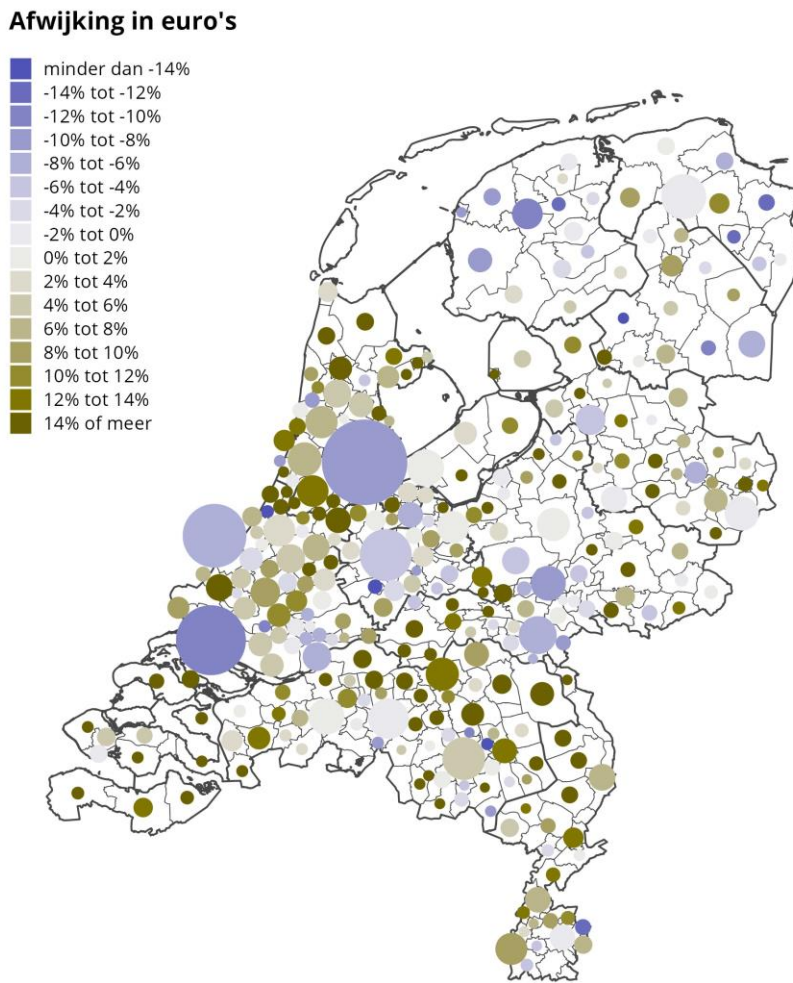 Afwijking in euro's
minder dan -14%
-14% tot -12%
-12% tot -10%
-10% tot -8%
-8% tot -6%
-6% tot -4%
-4% tot -2%
-2% tot 0%
0% tot 2%
2% tot 4%
4% tot 6%
6% tot 8%
8% tot 10%
10% tot 12%
12% tot 14%
14% of meer